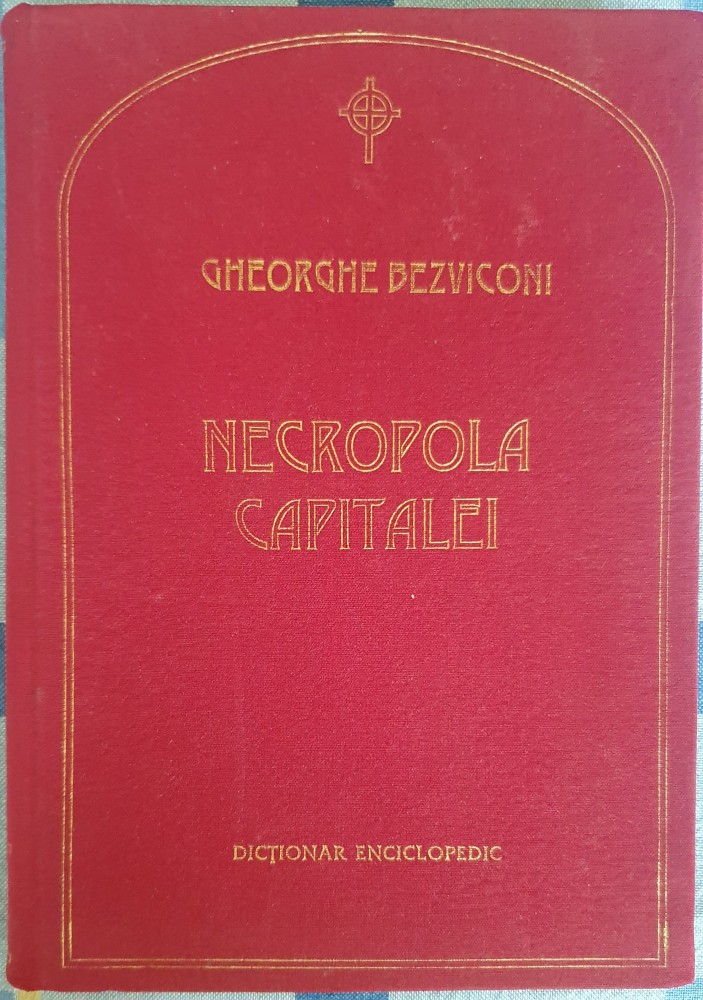 GHEORGHE BEZVICONI
NECROPOLA
CAPITALEI
DICȚIONAR ENCICLOPEDIC